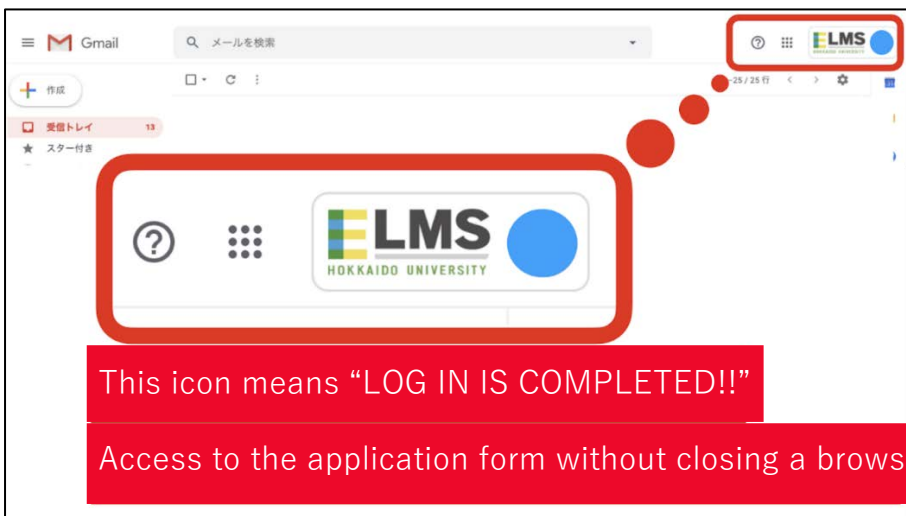 Gmail
メールを検索
ELMS
HOKKAIDO UNIVERSITY
作成
-25 / 25 行
受信トレイ 13
スター付き
ELMS
HOKKAIDO UNIVERSITY
This icon means “LOG IN IS COMPLETED!!”
Access to the application form without closing a brows